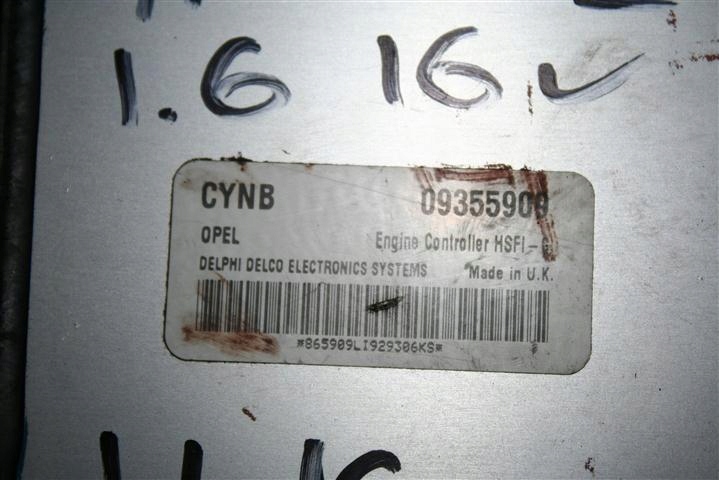 1.6 16v
CYNB 09355909
OPEL Engine Controller HSFI-C
DELPHI DELCO ELECTRONICS SYSTEMS Made in U.K.
*865909LI929306KS*